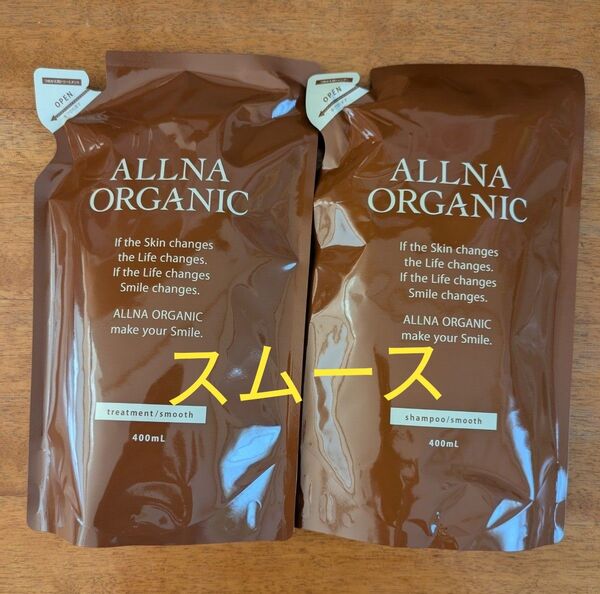 OPEN
ALLNA
ORGANIC
If the Skin changes
the Life changes.
If the Life changes
Smile changes.
ALLNA ORGANIC
make your Smile.
treatment/smooth
400mL
OPEN
ALLNA
ORGANIC
If the Skin changes
the Life changes.
If the Life changes
Smile changes.
ALLNA ORGANIC
make your Smile.
shampoo/smooth
400mL
スムース